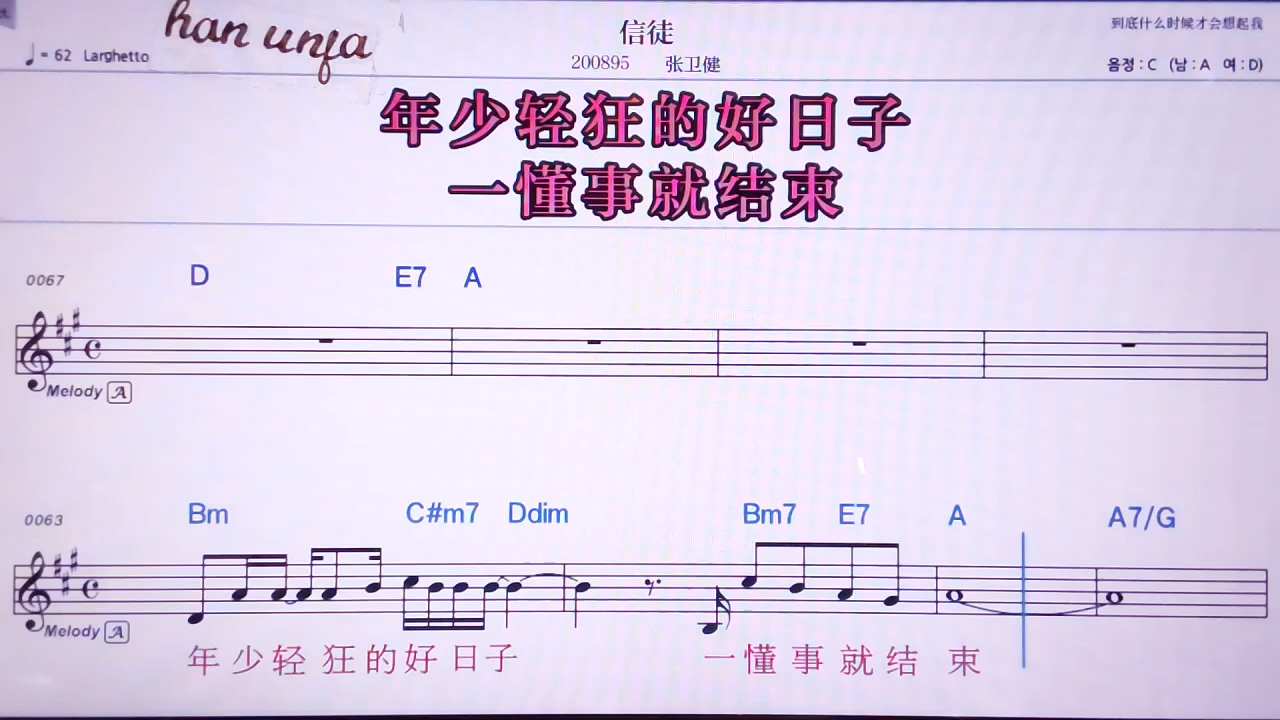 han unja
信徒
到底什么时候才会想起我
♩= 62 Larghetto
200895 张卫健
음정 : C (남 : A 여 : D)
年少轻狂的好日子
一懂事就结束
0067 D E7 A
Melody A
0063 Bm C#m7 Ddim Bm7 E7 A A7/G
Melody A
年少轻狂的好日子 一懂事就结束